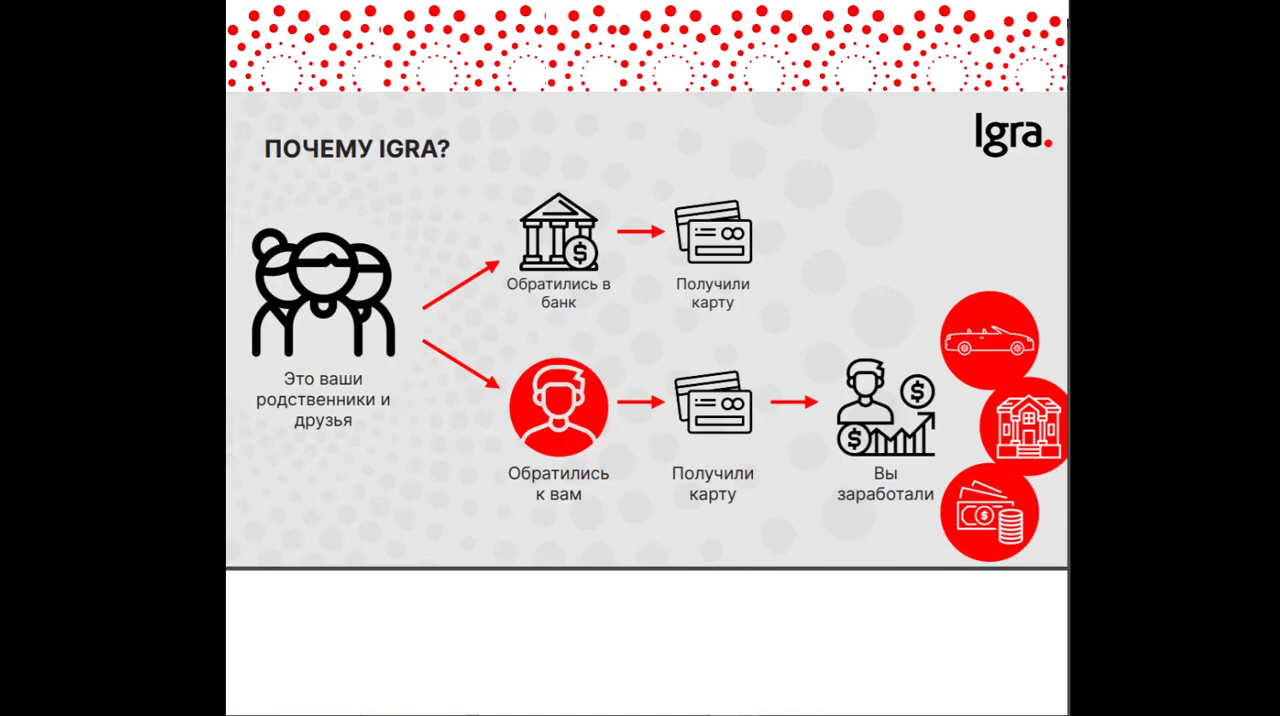 Igra.
ПОЧЕМУ IGRA?
Обратились в
банк
Получили
карту
Это ваши
родственники и
друзья
Обратились
к вам
Получили
карту
Вы
заработали